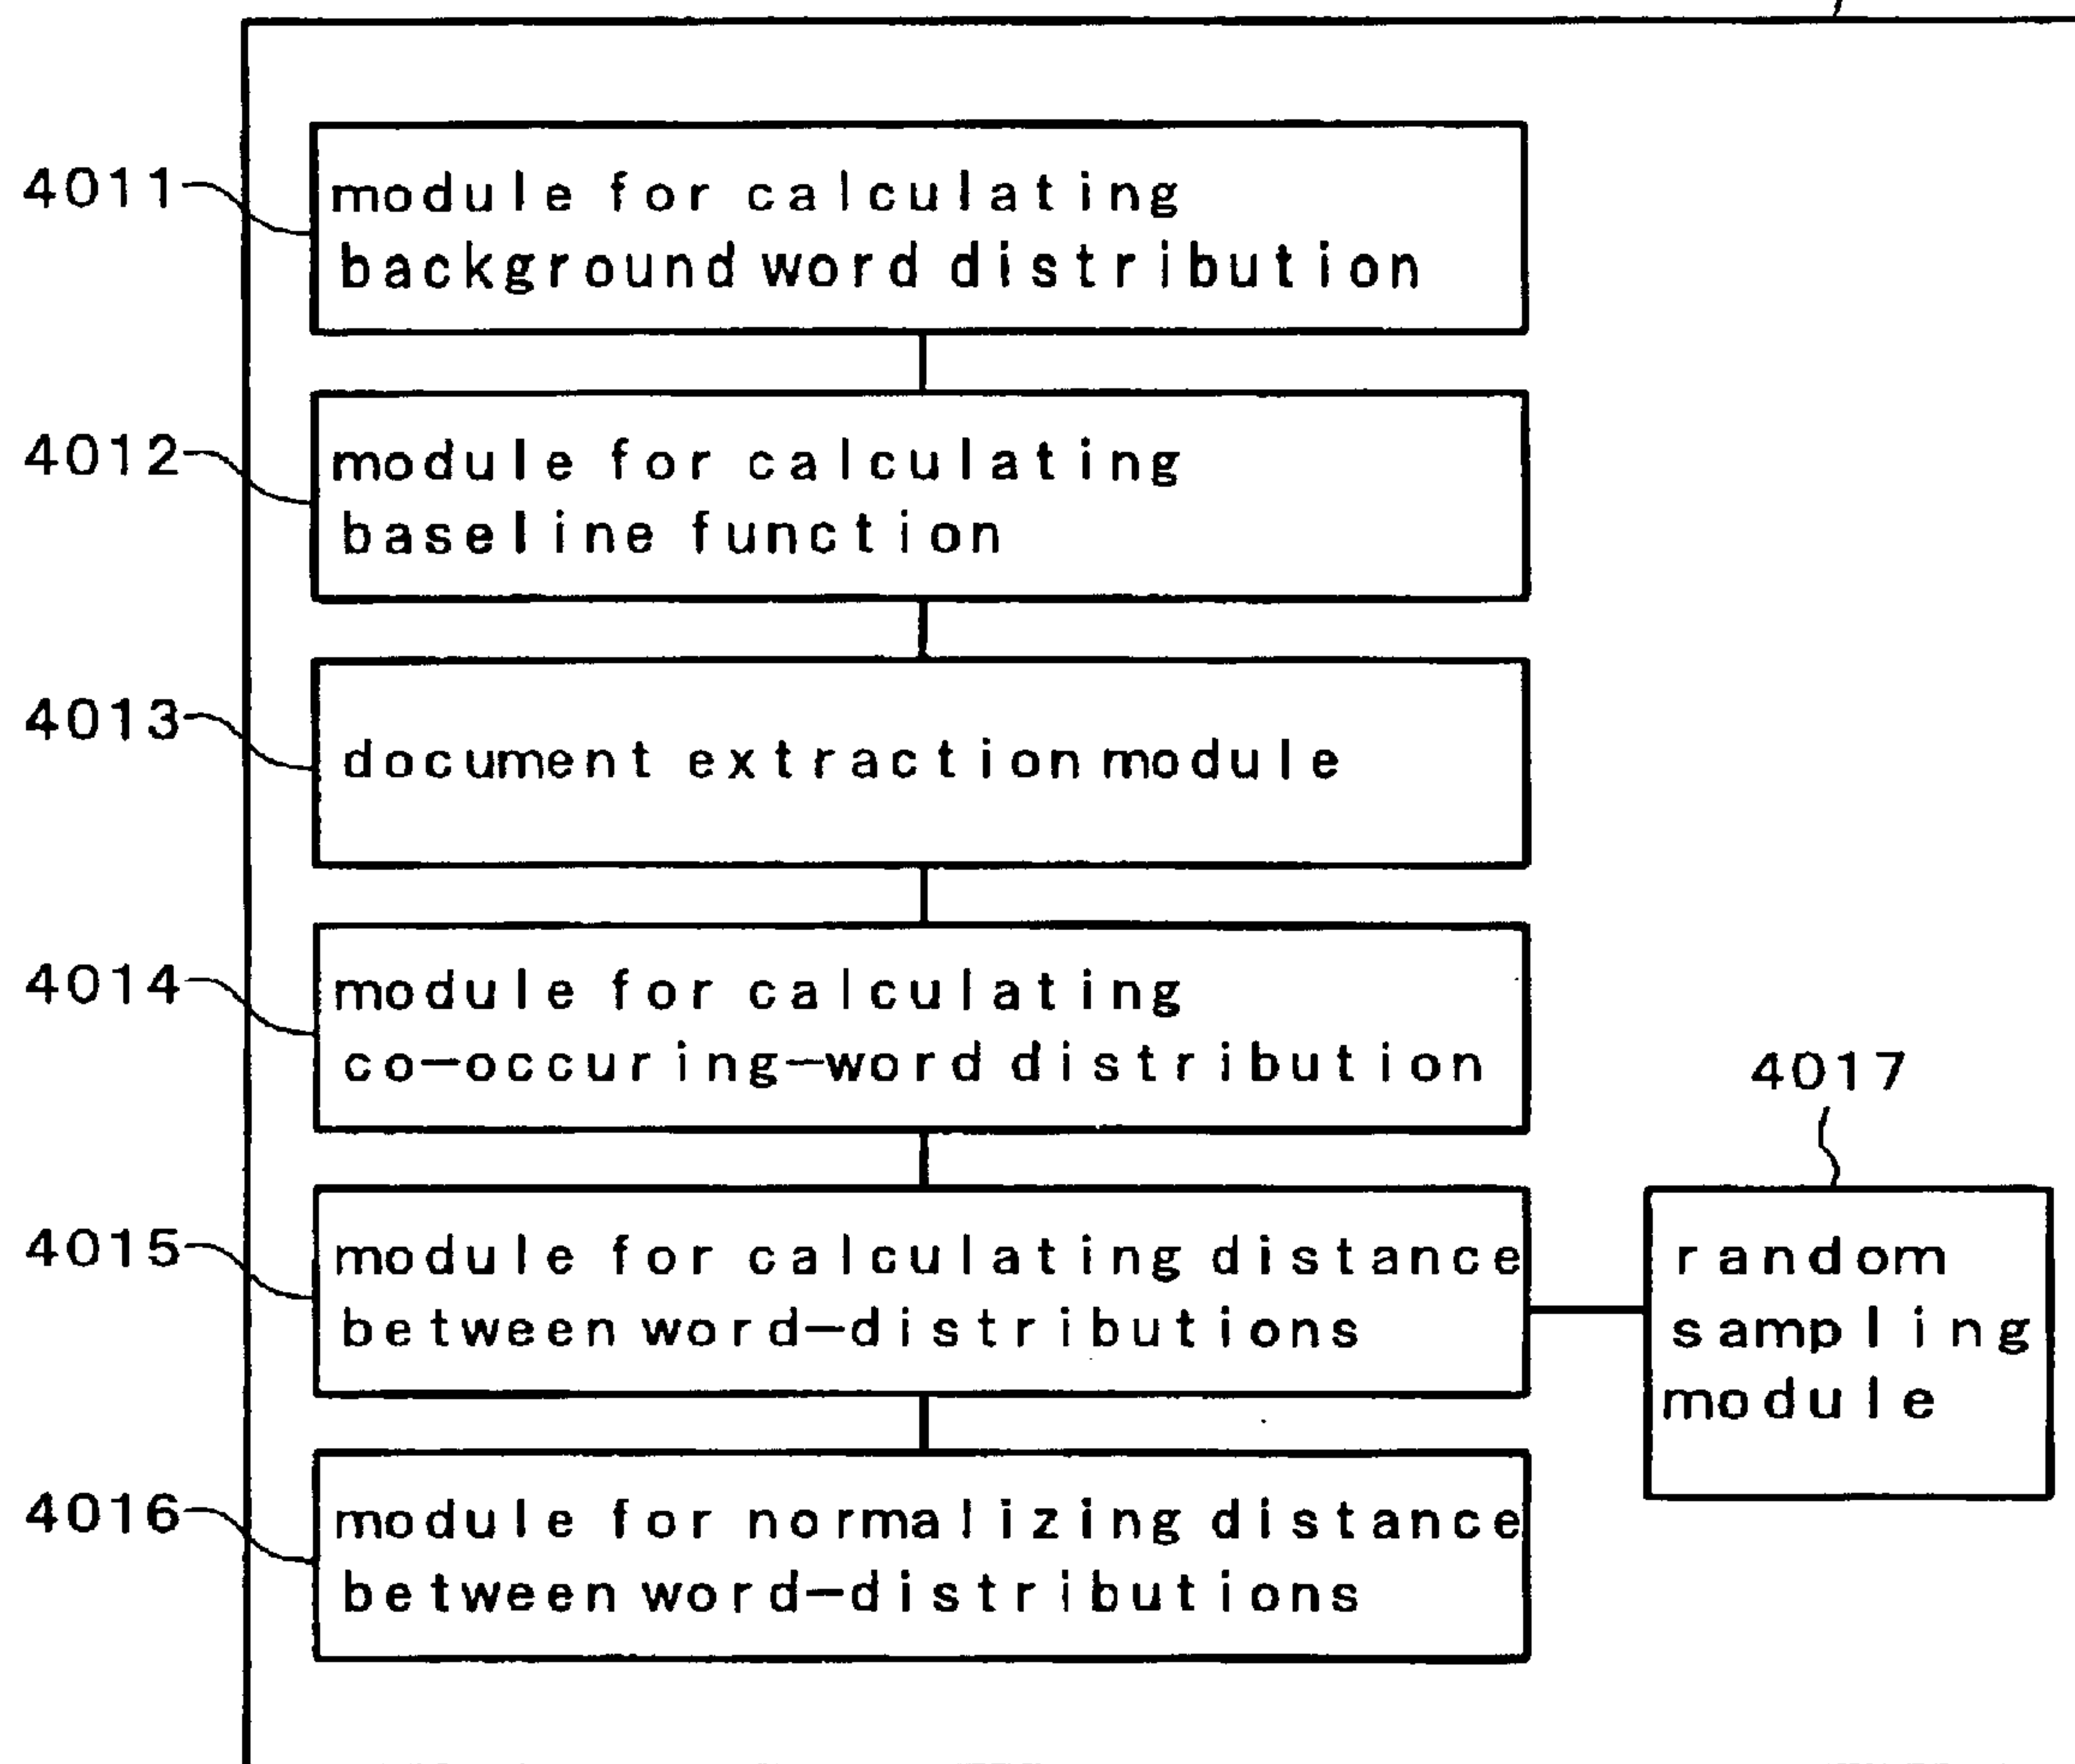 4011
module for calculating
background word distribution
4012
module for calculating
baseline function
4013
document extraction module
4014
module for calculating
co-occuring-word distribution
4017
4015
module for calculating distance
between word-distributions
random
sampling
module
4016
module for normalizing distance
between word-distributions